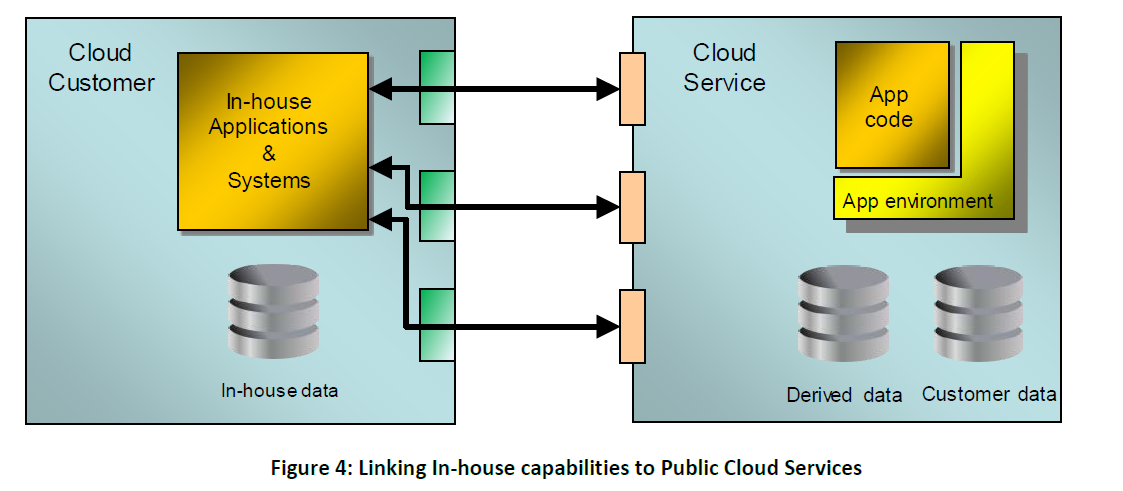 Cloud
Customer
In-house
Applications
&
Systems
In-house data
Cloud
Service
App
code
App environment
Derived data
Customer data
Figure 4: Linking In-house capabilities to Public Cloud Services